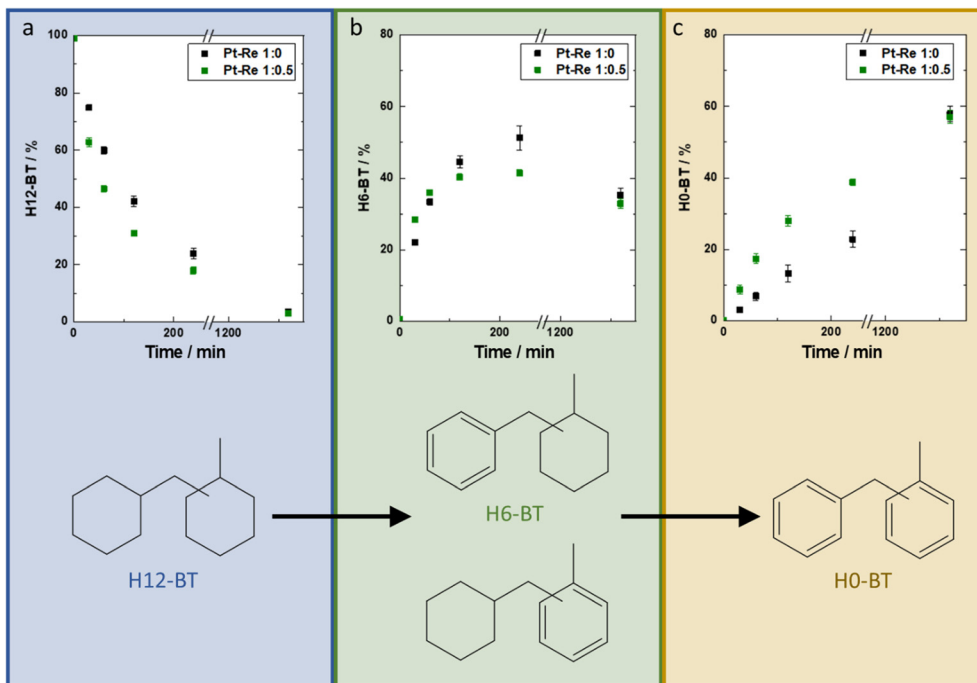 a
100
80
60
40
20
0
H12-BT / %
Pt-Re 1:0
Pt-Re 1:0.5
0
200
1200
Time / min
b
80
60
40
20
0
H6-BT / %
Pt-Re 1:0
Pt-Re 1:0.5
0
200
1200
Time / min
c
80
60
40
20
0
H0-BT / %
Pt-Re 1:0
Pt-Re 1:0.5
0
200
1200
Time / min
H12-BT
H6-BT
H0-BT